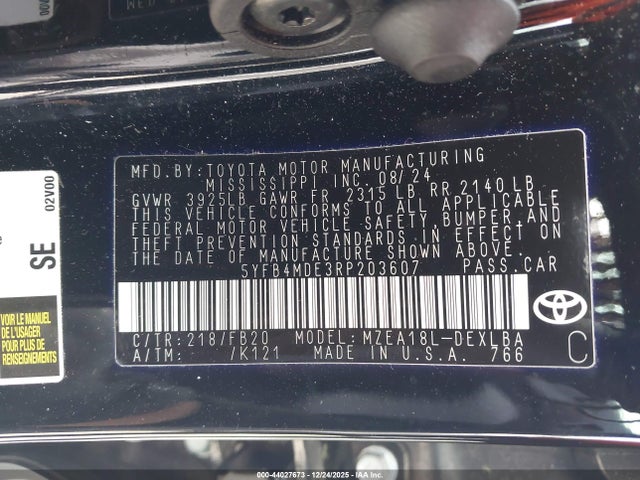 02V00
SE
VOIR LE MANUEL
DE L'USAGER
POUR PLUS DE
RENSEIGNEMENTS
MFD.BY:TOYOTA MOTOR MANUFACTURING
MISSISSIPPI INC. 08/24
GVWR 3925LB GAWR FR 2315 LB RR 2140 LB
THIS VEHICLE CONFORMS TO ALL APPLICABLE
FEDERAL MOTOR VEHICLE SAFETY, BUMPER, AND
THEFT PREVENTION STANDARDS IN EFFECT ON
THE DATE OF MANUFACTURE SHOWN ABOVE.
5YFB4MDE3RP203607 PASS.CAR
C/TR:218/FB20 MODEL:MZEA18L-DEXLBA
A/TM: /K121 MADE IN U.S.A. 766 C
000-44027673 - 12/24/2025 - IAAI.COM